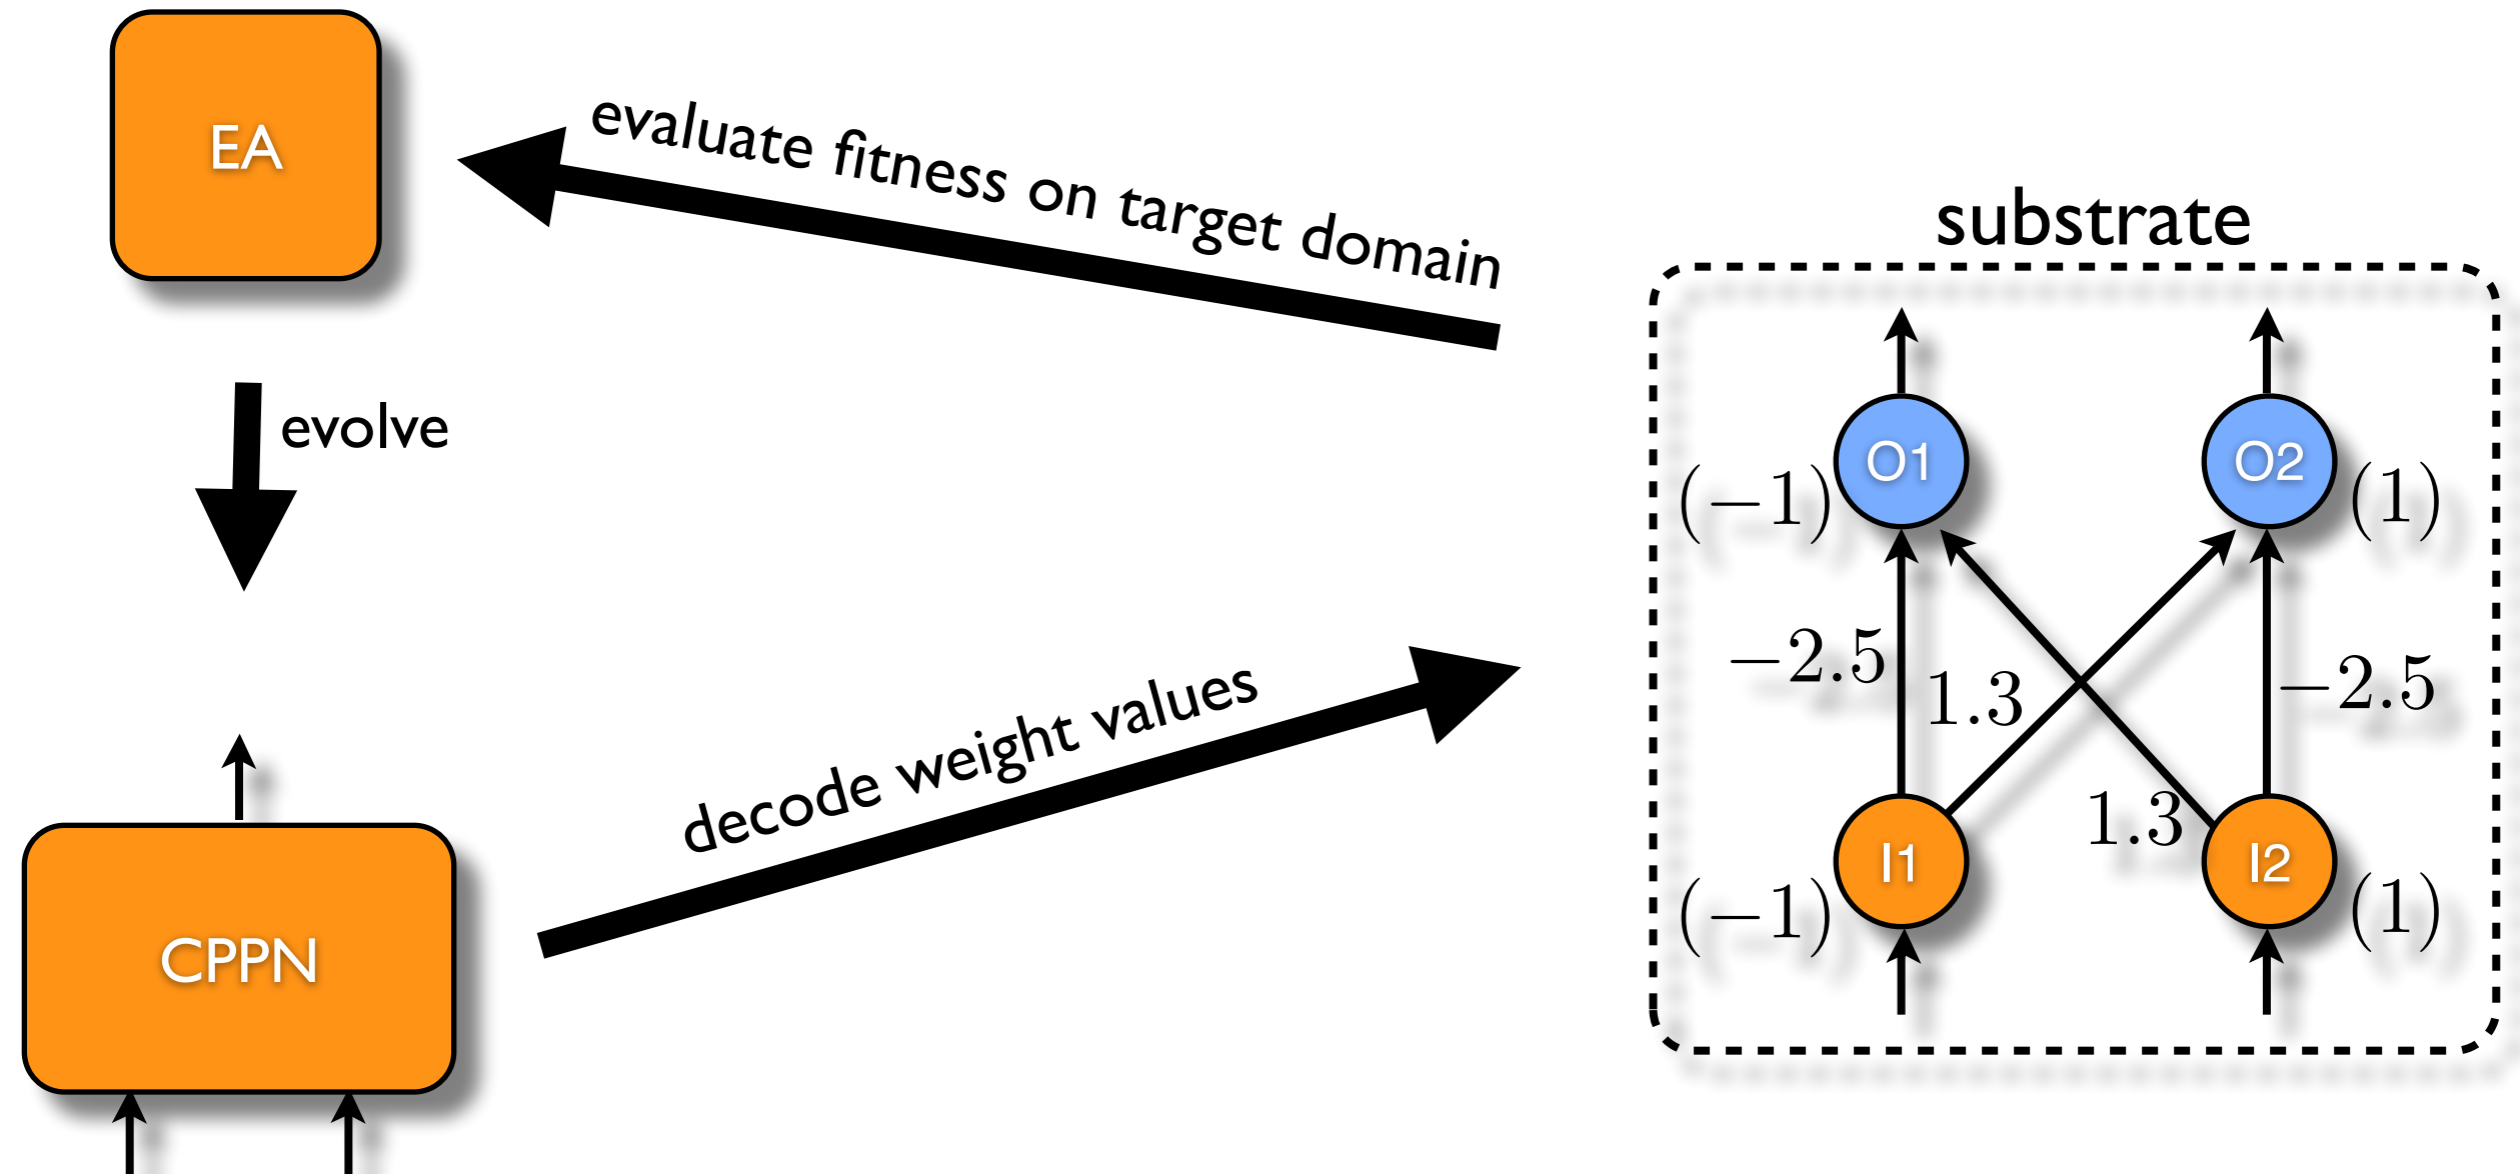 EA
evaluate fitness on target domain
evolve
substrate
O1
O2
(−1)
(1)
−2.5
1.3
−2.5
decode weight values
1.3
I1
I2
(−1)
(1)
CPPN